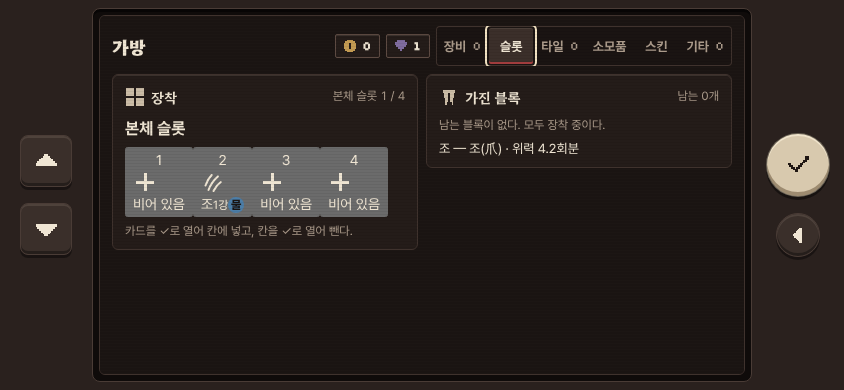 가방
0
1
장비 0 슬롯 타일 0 소모품 스킨 기타 0
장착
본체 슬롯 1 / 4
본체 슬롯
1 2 3 4
비어 있음 조1강물 비어 있음 비어 있음
카드를 ✓로 열어 칸에 넣고, 칸을 ✓로 열어 뺀다.
가진 블록
남는 0개
남는 블록이 없다. 모두 장착 중이다.
조 — 조(爪) · 위력 4.2회분